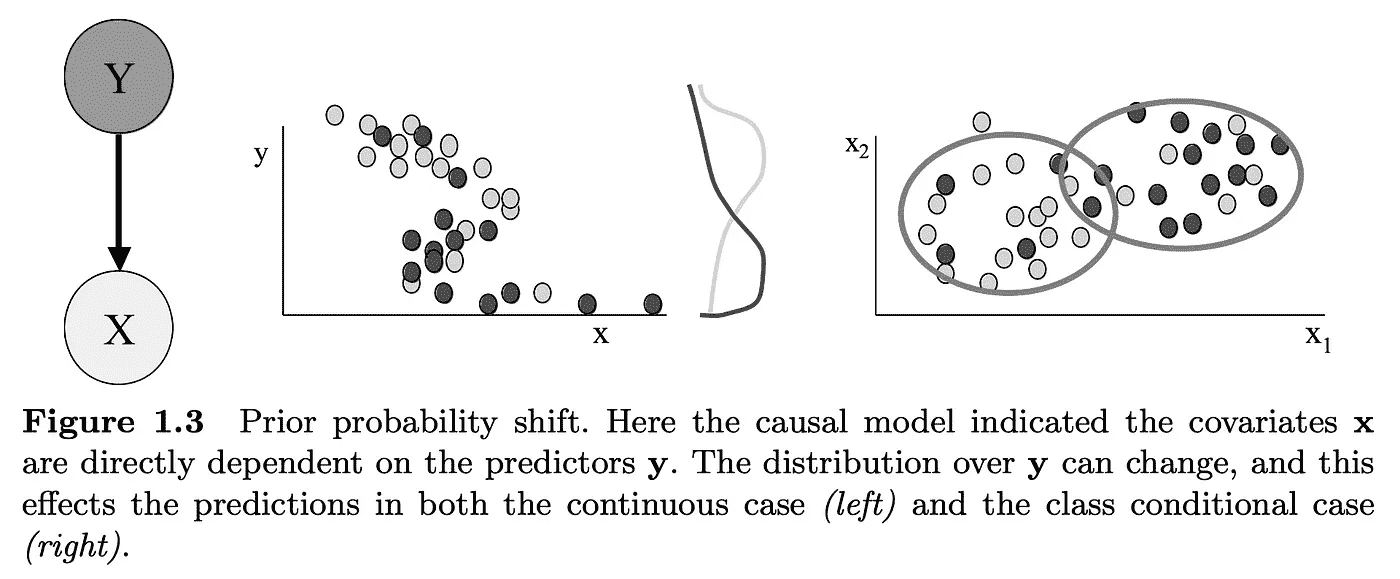 Y
X
y
x
x2
x1
Figure 1.3 Prior probability shift. Here the causal model indicated the covariates x
are directly dependent on the predictors y. The distribution over y can change, and this
effects the predictions in both the continuous case (left) and the class conditional case
(right).